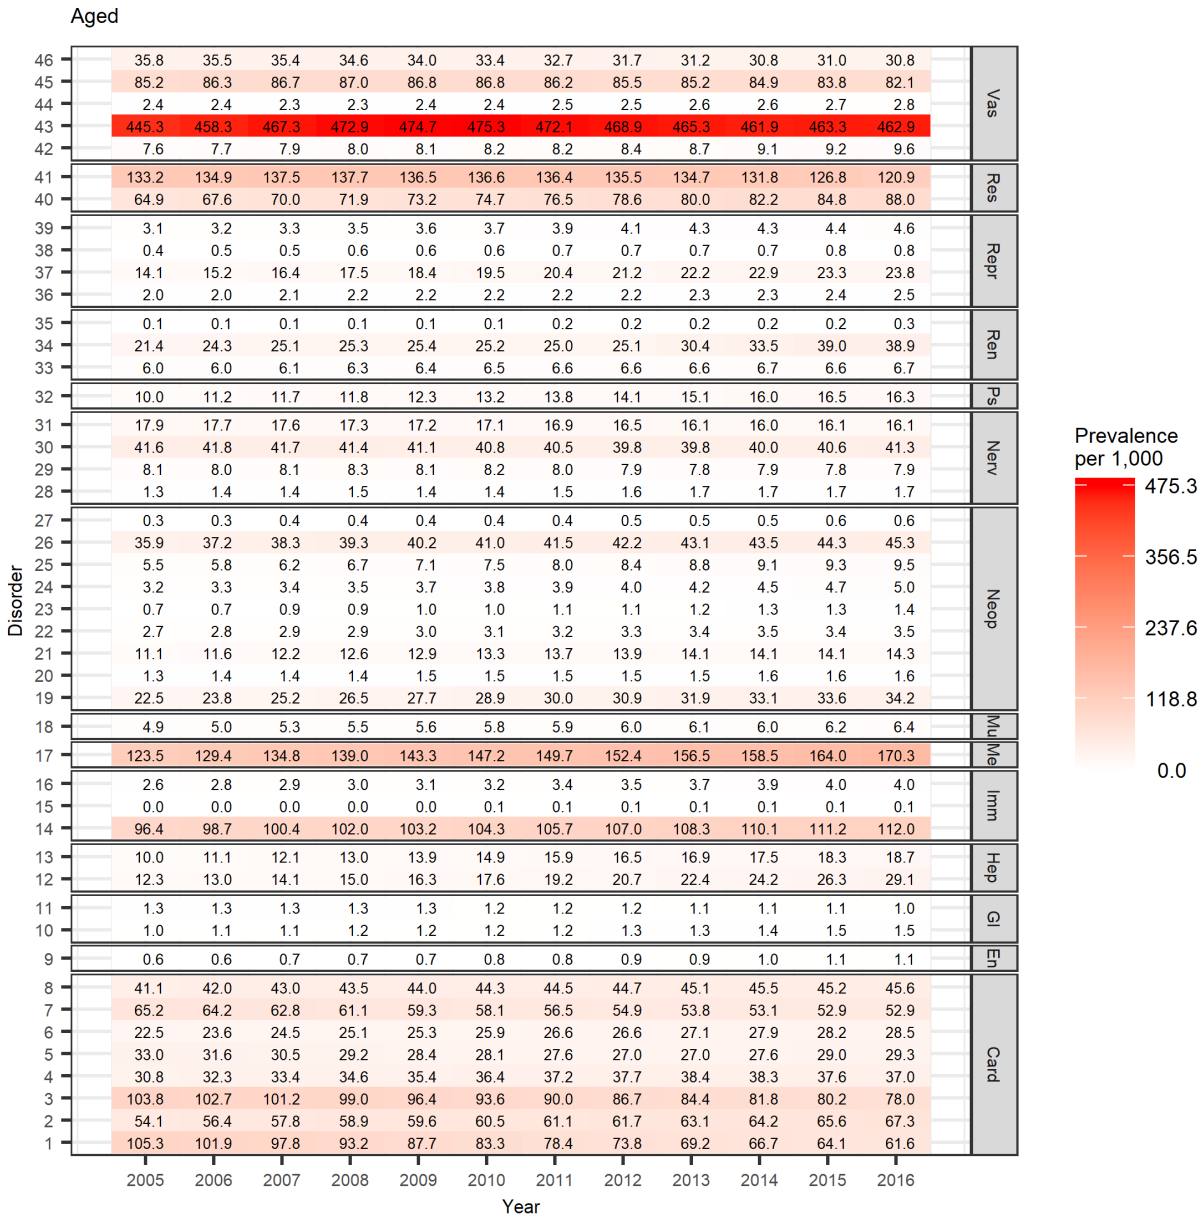 Aged
46 35.8 35.5 35.4 34.6 34.0 33.4 32.7 31.7 31.2 30.8 31.0 30.8
45 85.2 86.3 86.7 87.0 86.8 86.8 86.2 85.5 85.2 84.9 83.8 82.1
44 2.4 2.4 2.3 2.3 2.4 2.4 2.5 2.5 2.6 2.6 2.7 2.8
43 445.3 458.3 467.3 472.9 474.7 475.3 472.1 468.9 465.3 461.9 463.3 462.9
42 7.6 7.7 7.9 8.0 8.1 8.2 8.2 8.4 8.7 9.1 9.2 9.6
Vas
41 133.2 134.9 137.5 137.7 136.5 136.6 136.4 135.5 134.7 131.8 126.8 120.9
40 64.9 67.6 70.0 71.9 73.2 74.7 76.5 78.6 80.0 82.2 84.8 88.0
Res
39 3.1 3.2 3.3 3.5 3.6 3.7 3.9 4.1 4.3 4.3 4.4 4.6
38 0.4 0.5 0.5 0.6 0.6 0.6 0.7 0.7 0.7 0.7 0.8 0.8
37 14.1 15.2 16.4 17.5 18.4 19.5 20.4 21.2 22.2 22.9 23.3 23.8
36 2.0 2.0 2.1 2.2 2.2 2.2 2.2 2.2 2.3 2.3 2.4 2.5
Repr
35 0.1 0.1 0.1 0.1 0.1 0.1 0.2 0.2 0.2 0.2 0.2 0.3
34 21.4 24.3 25.1 25.3 25.4 25.2 25.0 25.1 30.4 33.5 39.0 38.9
33 6.0 6.0 6.1 6.3 6.4 6.5 6.6 6.6 6.6 6.7 6.6 6.7
Ren
32 10.0 11.2 11.7 11.8 12.3 13.2 13.8 14.1 15.1 16.0 16.5 16.3
Ps
31 17.9 17.7 17.6 17.3 17.2 17.1 16.9 16.5 16.1 16.0 16.1 16.1
30 41.6 41.8 41.7 41.4 41.1 40.8 40.5 39.8 39.8 40.0 40.6 41.3
29 8.1 8.0 8.1 8.3 8.1 8.2 8.0 7.9 7.8 7.9 7.8 7.9
28 1.3 1.4 1.4 1.5 1.4 1.4 1.5 1.6 1.7 1.7 1.7 1.7
Nerv
27 0.3 0.3 0.4 0.4 0.4 0.4 0.4 0.5 0.5 0.5 0.6 0.6
26 35.9 37.2 38.3 39.3 40.2 41.0 41.5 42.2 43.1 43.5 44.3 45.3
25 5.5 5.8 6.2 6.7 7.1 7.5 8.0 8.4 8.8 9.1 9.3 9.5
24 3.2 3.3 3.4 3.5 3.7 3.8 3.9 4.0 4.2 4.5 4.7 5.0
23 0.7 0.7 0.9 0.9 1.0 1.0 1.1 1.1 1.2 1.3 1.3 1.4
22 2.7 2.8 2.9 2.9 3.0 3.1 3.2 3.3 3.4 3.5 3.4 3.5
21 11.1 11.6 12.2 12.6 12.9 13.3 13.7 13.9 14.1 14.1 14.1 14.3
20 1.3 1.4 1.4 1.4 1.5 1.5 1.5 1.5 1.5 1.6 1.6 1.6
19 22.5 23.8 25.2 26.5 27.7 28.9 30.0 30.9 31.9 33.1 33.6 34.2
Neop
18 4.9 5.0 5.3 5.5 5.6 5.8 5.9 6.0 6.1 6.0 6.2 6.4
Mu
17 123.5 129.4 134.8 139.0 143.3 147.2 149.7 152.4 156.5 158.5 164.0 170.3
Me
16 2.6 2.8 2.9 3.0 3.1 3.2 3.4 3.5 3.7 3.9 4.0 4.0
15 0.0 0.0 0.0 0.0 0.0 0.1 0.1 0.1 0.1 0.1 0.1 0.1
14 96.4 98.7 100.4 102.0 103.2 104.3 105.7 107.0 108.3 110.1 111.2 112.0
Imm
13 10.0 11.1 12.1 13.0 13.9 14.9 15.9 16.5 16.9 17.5 18.3 18.7
12 12.3 13.0 14.1 15.0 16.3 17.6 19.2 20.7 22.4 24.2 26.3 29.1
Hep
11 1.3 1.3 1.3 1.3 1.3 1.2 1.2 1.2 1.1 1.1 1.1 1.0
10 1.0 1.1 1.1 1.2 1.2 1.2 1.2 1.3 1.3 1.4 1.5 1.5
GI
9 0.6 0.6 0.7 0.7 0.7 0.8 0.8 0.9 0.9 1.0 1.1 1.1
En
8 41.1 42.0 43.0 43.5 44.0 44.3 44.5 44.7 45.1 45.5 45.2 45.6
7 65.2 64.2 62.8 61.1 59.3 58.1 56.5 54.9 53.8 53.1 52.9 52.9
6 22.5 23.6 24.5 25.1 25.3 25.9 26.6 26.6 27.1 27.9 28.2 28.5
5 33.0 31.6 30.5 29.2 28.4 28.1 27.6 27.0 27.0 27.6 29.0 29.3
4 30.8 32.3 33.4 34.6 35.4 36.4 37.2 37.7 38.4 38.3 37.6 37.0
3 103.8 102.7 101.2 99.0 96.4 93.6 90.0 86.7 84.4 81.8 80.2 78.0
2 54.1 56.4 57.8 58.9 59.6 60.5 61.1 61.7 63.1 64.2 65.6 67.3
1 105.3 101.9 97.8 93.2 87.7 83.3 78.4 73.8 69.2 66.7 64.1 61.6
Card
2005 2006 2007 2008 2009 2010 2011 2012 2013 2014 2015 2016
Year
Disorder
Prevalence
per 1,000
475.3
356.5
237.6
118.8
0.0